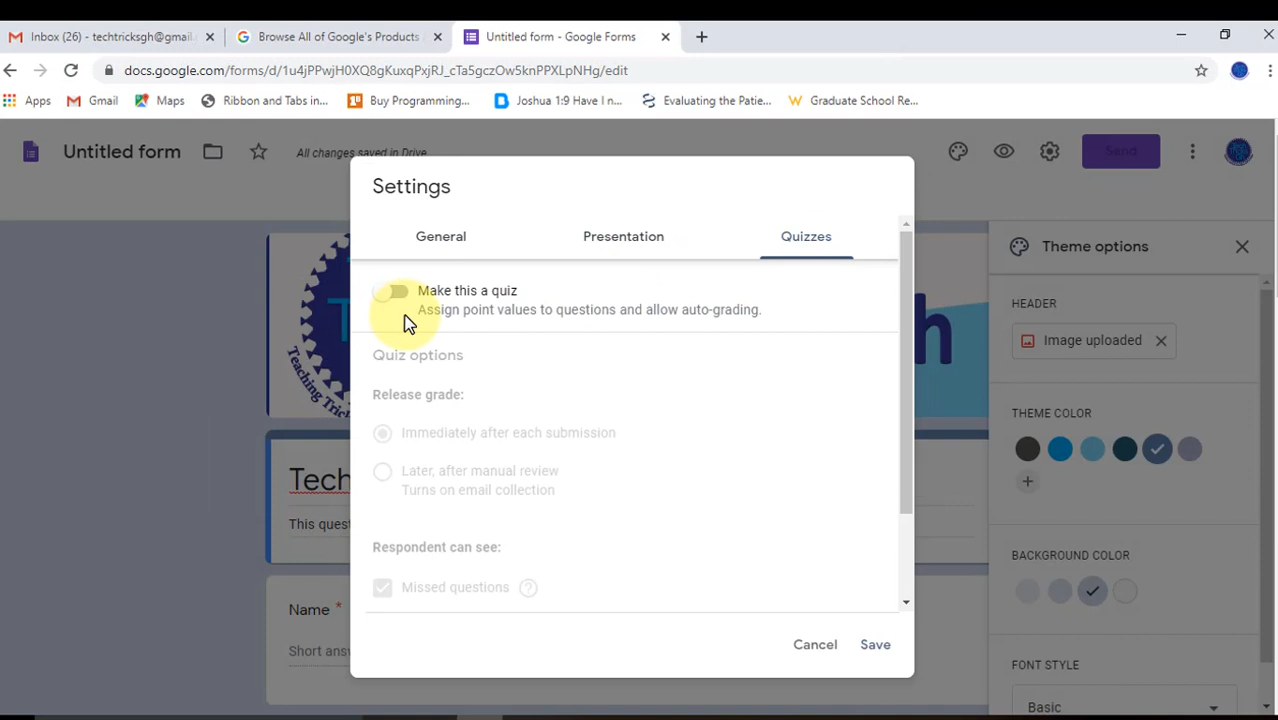 Inbox (26) - techtricksgh@gmail.
Browse All of Google's Products
Untitled form - Google Forms
docs.google.com/forms/d/1u4jPPwjH0XQ8gKuxqPxjRJ_cTa5gczOw5knPPXLpNHg/edit
Apps
Gmail
Maps
Ribbon and Tabs in...
Buy Programming...
Joshua 1:9 Have I n...
Evaluating the Patie...
Graduate School Re...
Untitled form
All changes saved in Drive
Send
Settings
General
Presentation
Quizzes
Make this a quiz
Assign point values to questions and allow auto-grading.
Quiz options
Release grade:
Immediately after each submission
Later, after manual review
Turns on email collection
Respondent can see:
Missed questions
Cancel
Save
Teaching Trick
h
Tech
This quest
Name *
Short answ
Theme options
HEADER
Image uploaded
THEME COLOR
BACKGROUND COLOR
FONT STYLE
Basic